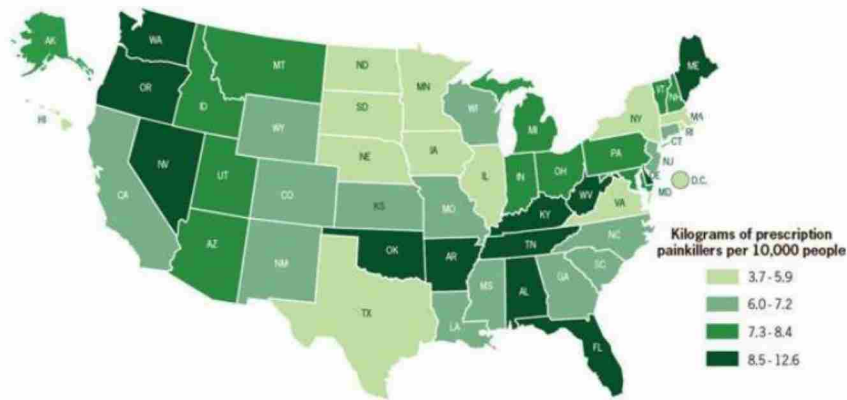 AK
WA
ME
MT
ND
VT
NH
OR
MN
ID
SD
WI
NY
MA
MI
HI
WY
RI
CT
IA
PA
NE
NJ
NV
OH
IL
IN
DE
UT
D.C.
CO
WV
MD
CA
VA
KS
MO
KY
NC
TN
AZ
OK
NM
AR
SC
MS
AL
GA
TX
LA
FL
Kilograms of prescription
painkillers per 10,000 people
3.7 - 5.9
6.0 - 7.2
7.3 - 8.4
8.5 - 12.6